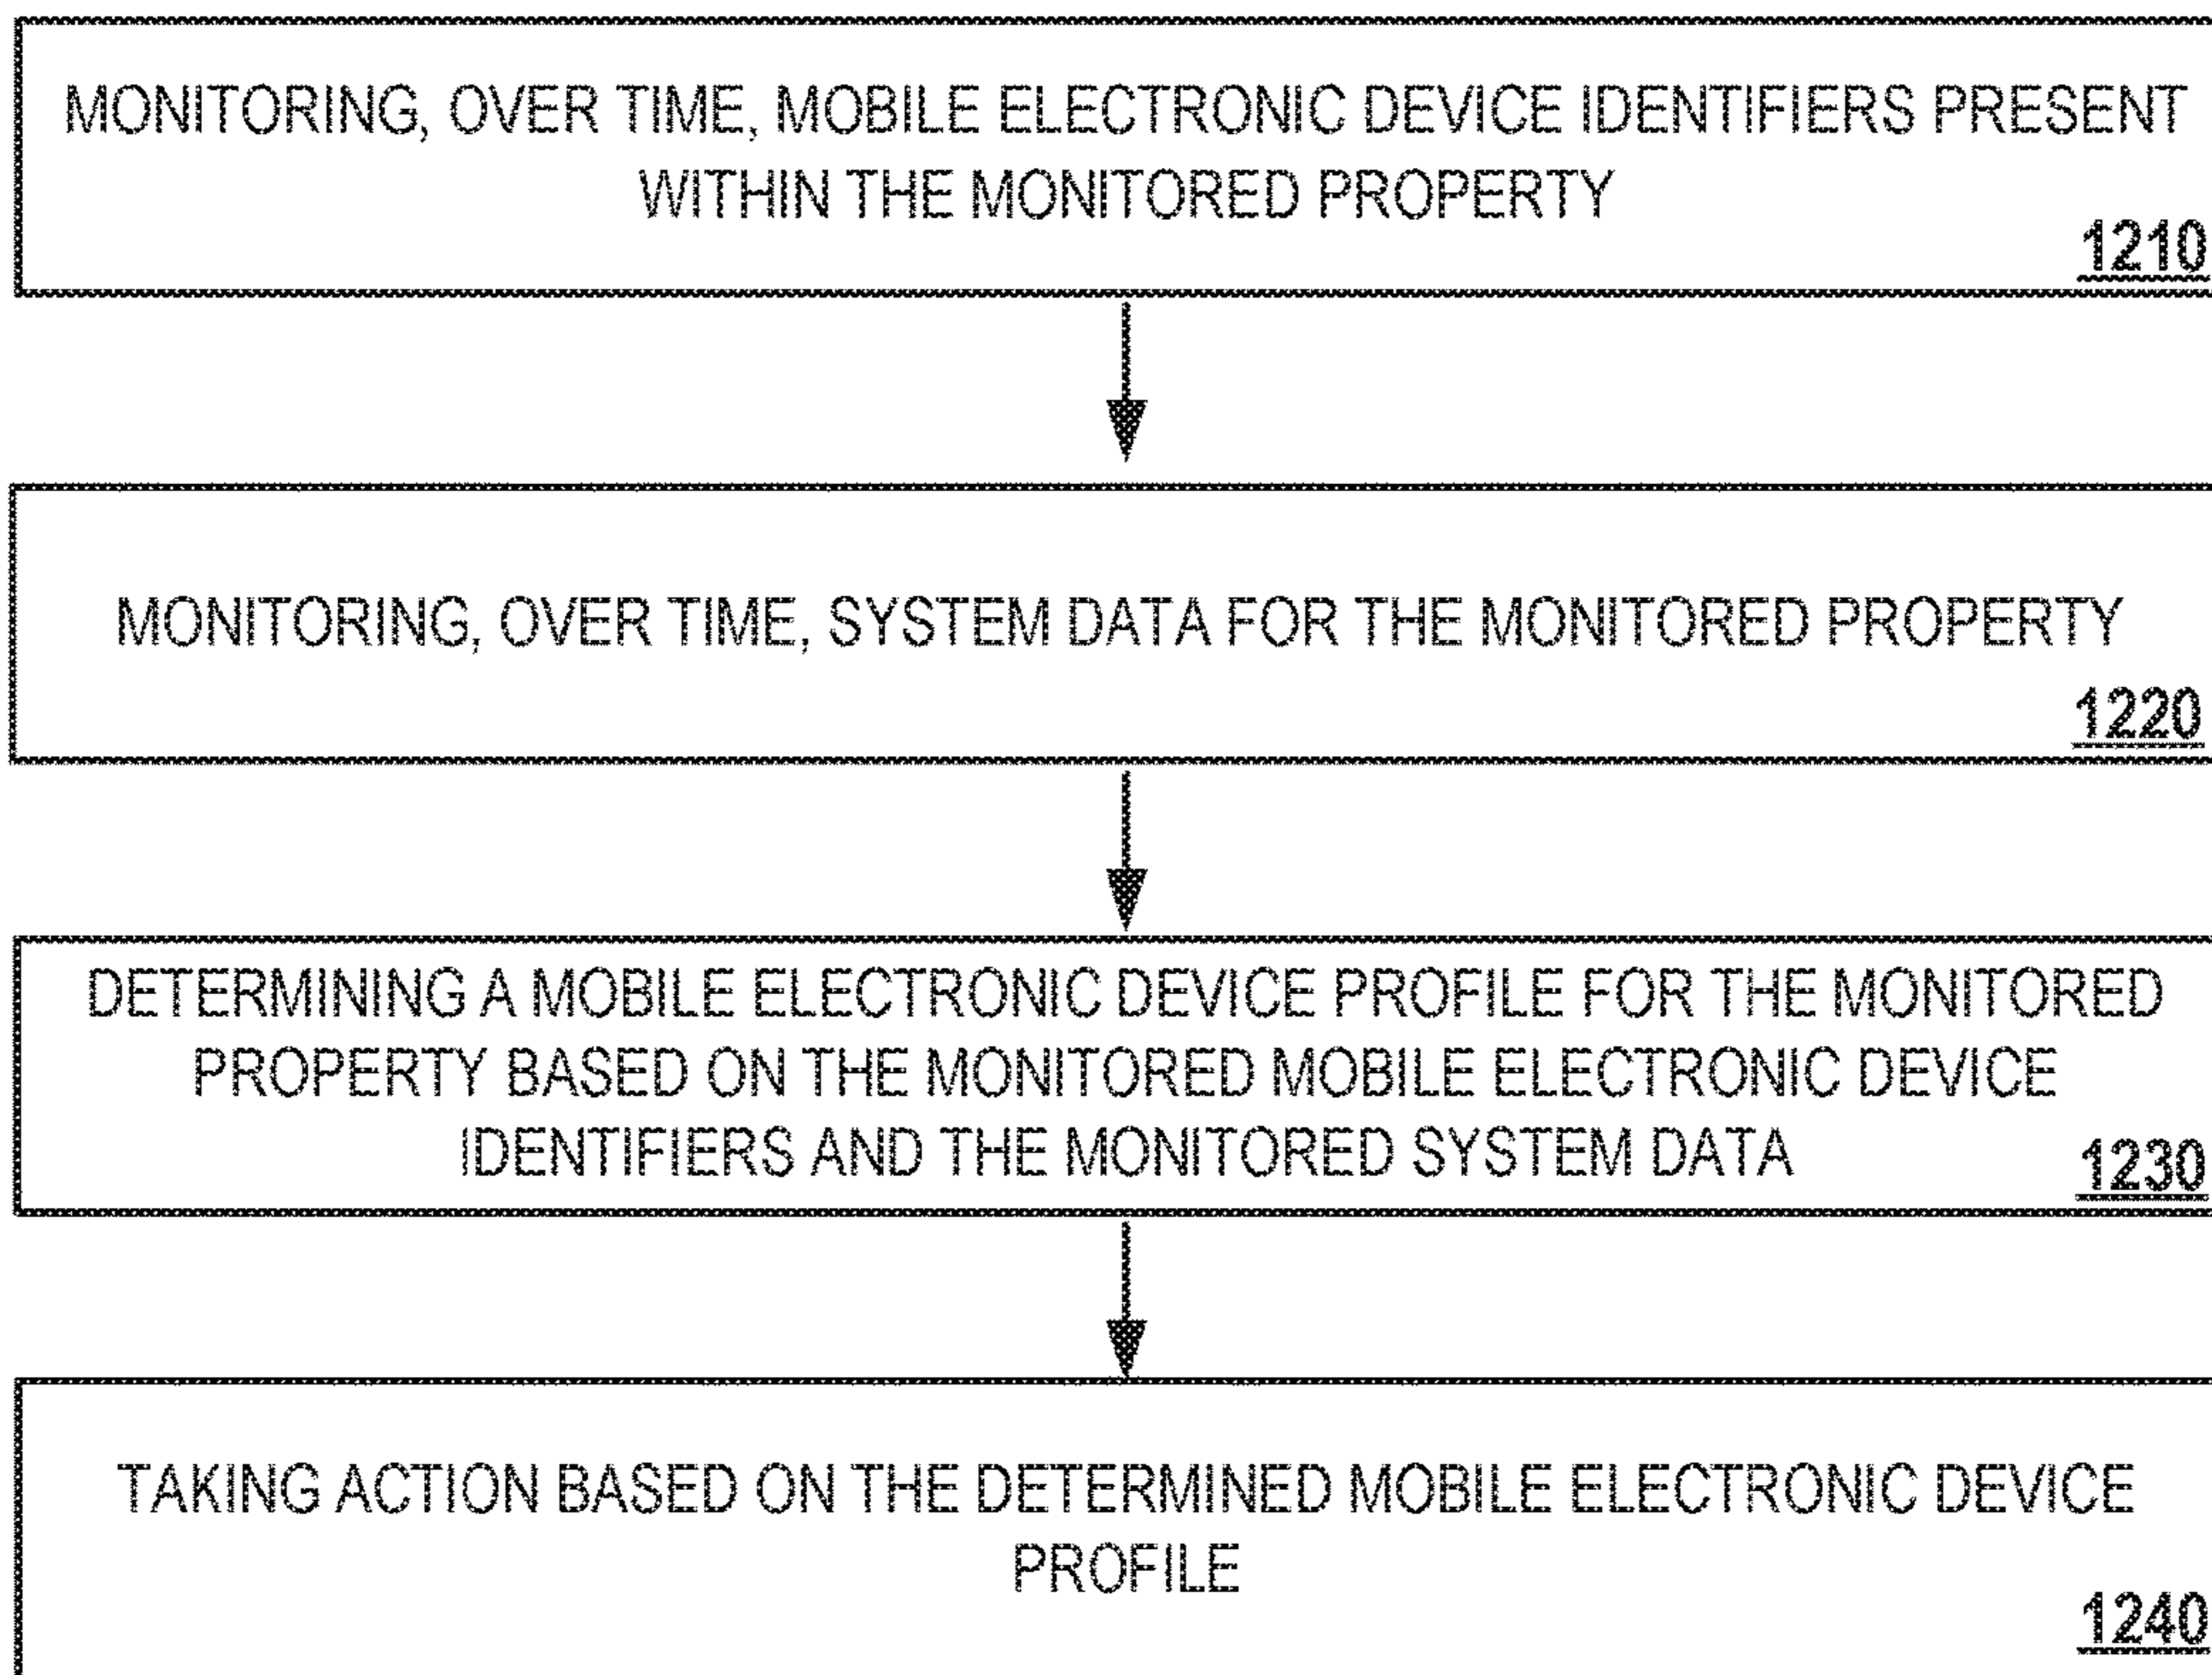 MONITORING, OVER TIME, MOBILE ELECTRONIC DEVICE IDENTIFIERS PRESENT
WITHIN THE MONITORED PROPERTY
1210
MONITORING, OVER TIME, SYSTEM DATA FOR THE MONITORED PROPERTY
1220
DETERMINING A MOBILE ELECTRONIC DEVICE PROFILE FOR THE MONITORED
PROPERTY BASED ON THE MONITORED MOBILE ELECTRONIC DEVICE
IDENTIFIERS AND THE MONITORED SYSTEM DATA
1230
TAKING ACTION BASED ON THE DETERMINED MOBILE ELECTRONIC DEVICE
PROFILE
1240